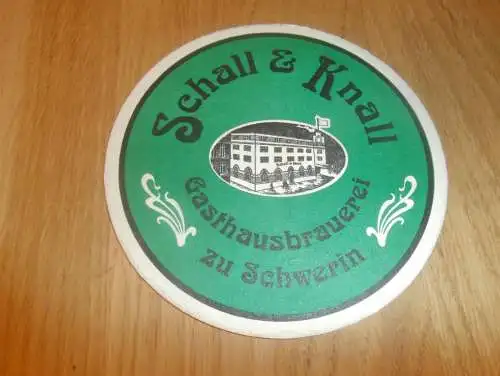 Schall & Knall
Gasthausbrauerei
zu Schwerin